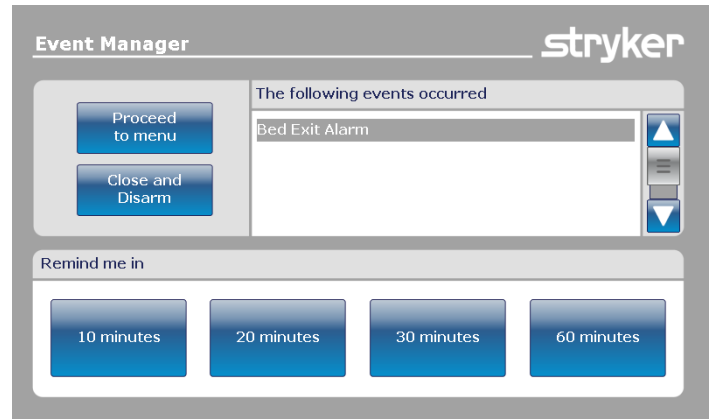 Event Manager
stryker
The following events occurred
Proceed
to menu
Bed Exit Alarm
Close and
Disarm
Remind me in
10 minutes
20 minutes
30 minutes
60 minutes